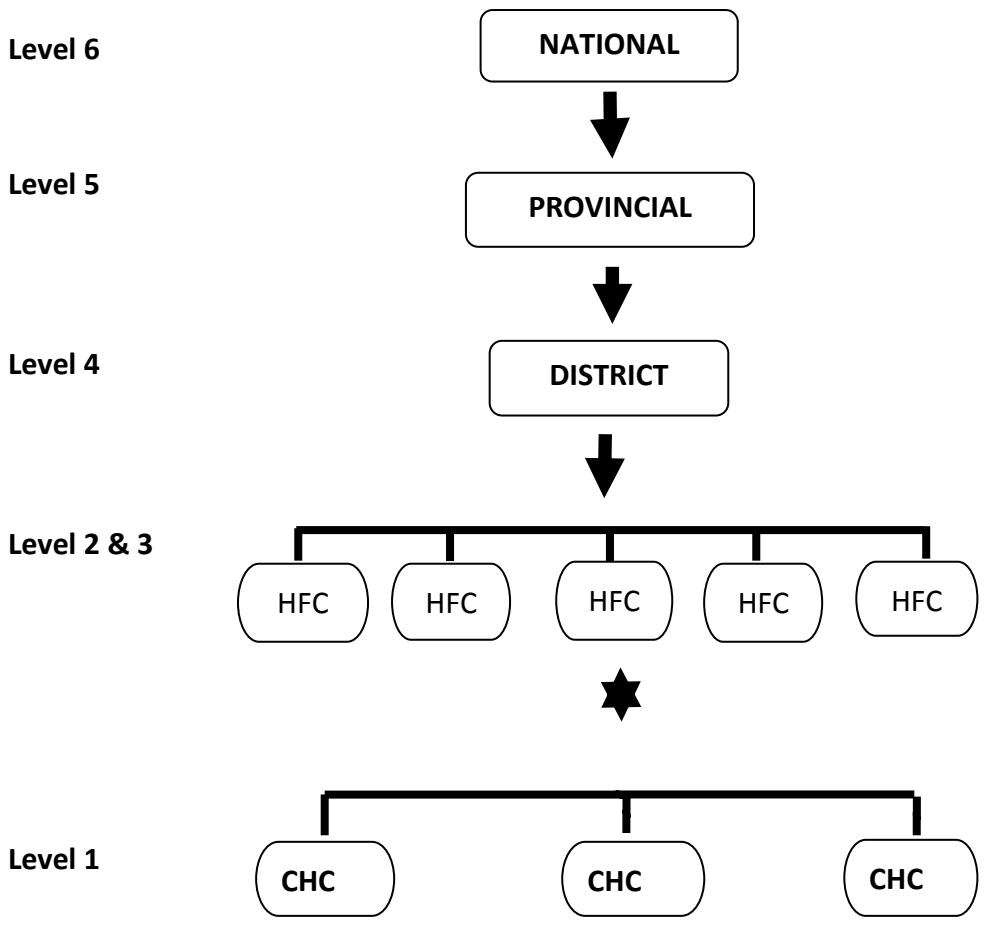 Level 6
NATIONAL
Level 5
PROVINCIAL
Level 4
DISTRICT
Level 2 & 3
HFC HFC HFC HFC HFC
Level 1
CHC CHC CHC